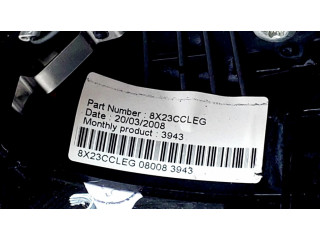 Part Number : 8X23CCLEG
Date : 20/03/2008
Monthly product : 3943
8X23CCLEG 08008 3943